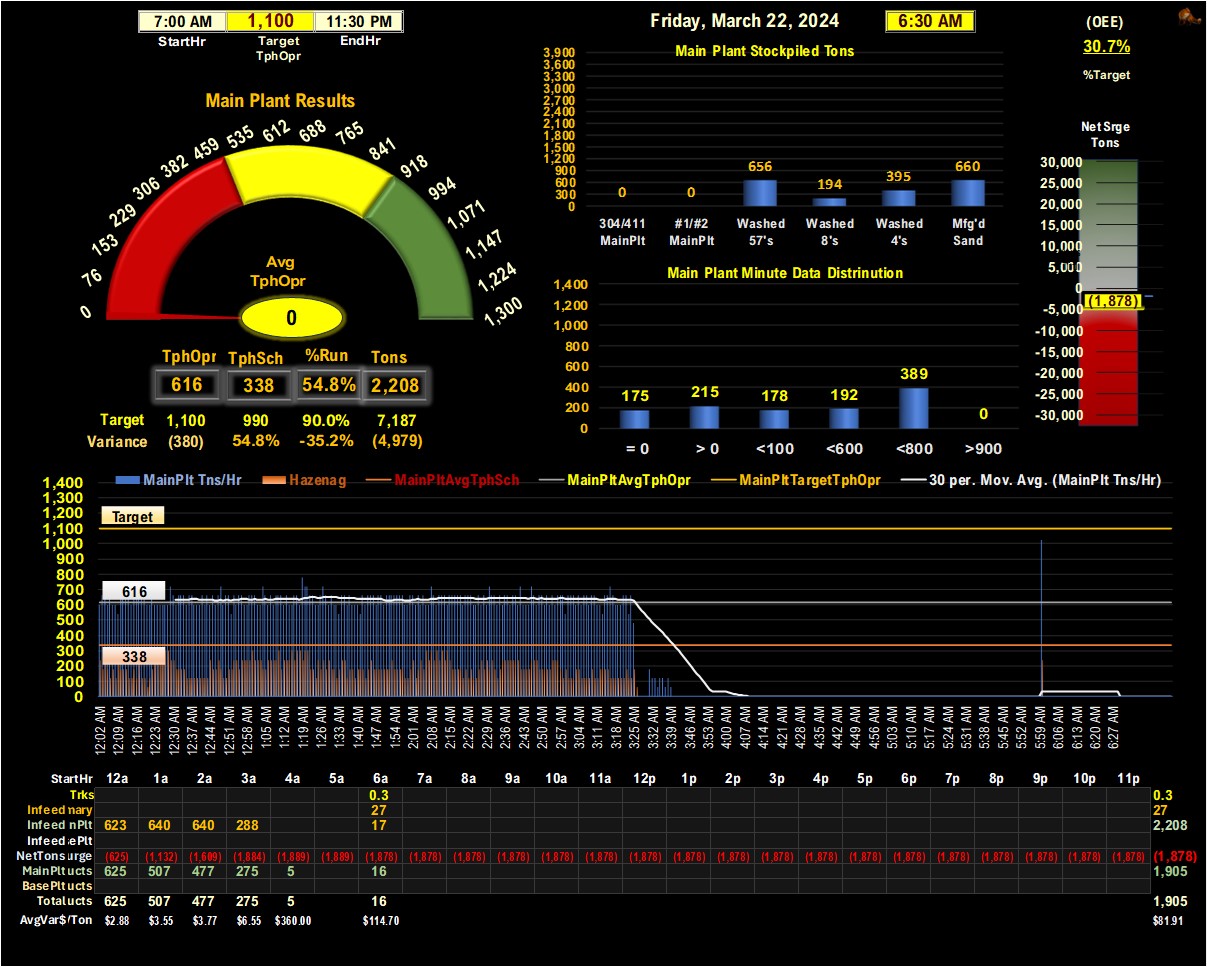 7:00 AM 1,100 11:30 PM
StartHr Target TphOpr EndHr
Friday, March 22, 2024 6:30 AM
(OEE)
30.7%
%Target
Main Plant Results
0 76 153 229 306 382 459 535 612 688 765 841 918 994 1,071 1,147 1,224 1,300
Avg
TphOpr
0
TphOpr TphSch %Run Tons
616 338 54.8% 2,208
Target 1,100 990 90.0% 7,187
Variance (380) 54.8% -35.2% (4,979)
Main Plant Stockpiled Tons
3,900
3,600
3,300
3,000
2,700
2,400
2,100
1,800
1,500
1,200
900
600
300
0
0 0 656 194 395 660
304/411 #1/#2 Washed Washed Washed Mfg'd
MainPlt MainPlt 57's 8's 4's Sand
Main Plant Minute Data Distrinution
1,400
1,200
1,000
800
600
400
200
0
175 215 178 192 389 0
= 0 > 0 <100 <600 <800 >900
Net Srge
Tons
30,000
25,000
20,000
15,000
10,000
5,000
0
(1,878)
-5,000
-10,000
-15,000
-20,000
-25,000
-30,000
MainPlt Tns/Hr Hazenag MainPltAvgTphSch MainPltAvgTphOpr MainPltTargetTphOpr 30 per. Mov. Avg. (MainPlt Tns/Hr)
1,400
1,300
1,200
1,100
1,000
900
800
700
600
500
400
300
200
100
0
Target
616
338
12:02 AM 12:09 AM 12:16 AM 12:23 AM 12:30 AM 12:37 AM 12:44 AM 12:51 AM 12:58 AM 1:05 AM 1:12 AM 1:19 AM 1:26 AM 1:33 AM 1:40 AM 1:47 AM 1:54 AM 2:01 AM 2:08 AM 2:15 AM 2:22 AM 2:29 AM 2:36 AM 2:43 AM 2:50 AM 2:57 AM 3:04 AM 3:11 AM 3:18 AM 3:25 AM 3:32 AM 3:39 AM 3:46 AM 3:53 AM 4:00 AM 4:07 AM 4:14 AM 4:21 AM 4:28 AM 4:35 AM 4:42 AM 4:49 AM 4:56 AM 5:03 AM 5:10 AM 5:17 AM 5:24 AM 5:31 AM 5:38 AM 5:45 AM 5:52 AM 5:59 AM 6:06 AM 6:13 AM 6:20 AM 6:27 AM
StartHr 12a 1a 2a 3a 4a 5a 6a 7a 8a 9a 10a 11a 12p 1p 2p 3p 4p 5p 6p 7p 8p 9p 10p 11p
Trks 0.3 0.3
Infeed nary 27 27
Infeed nPlt 623 640 640 288 17 2,208
Infeed ePlt
NetTons urge (625) (1,132) (1,609) (1,884) (1,889) (1,889) (1,878) (1,878) (1,878) (1,878) (1,878) (1,878) (1,878) (1,878) (1,878) (1,878) (1,878) (1,878) (1,878) (1,878) (1,878) (1,878) (1,878) (1,878) (1,878)
MainPlt ucts 625 507 477 275 5 16 1,905
BasePlt ucts
Total ucts 625 507 477 275 5 16 1,905
AvgVar$/Ton $2.88 $3.55 $3.77 $6.55 $360.00 $114.70 $81.91